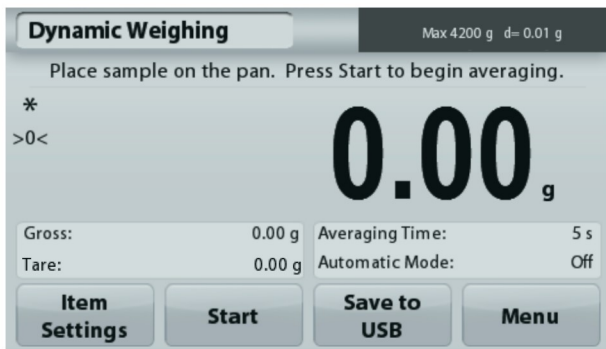 Dynamic Weighing
Max 4200 g d= 0.01 g
Place sample on the pan. Press Start to begin averaging.
*
>0<
0.00 g
Gross: 0.00 g
Tare: 0.00 g
Averaging Time: 5 s
Automatic Mode: Off
Item
Settings
Start
Save to
USB
Menu